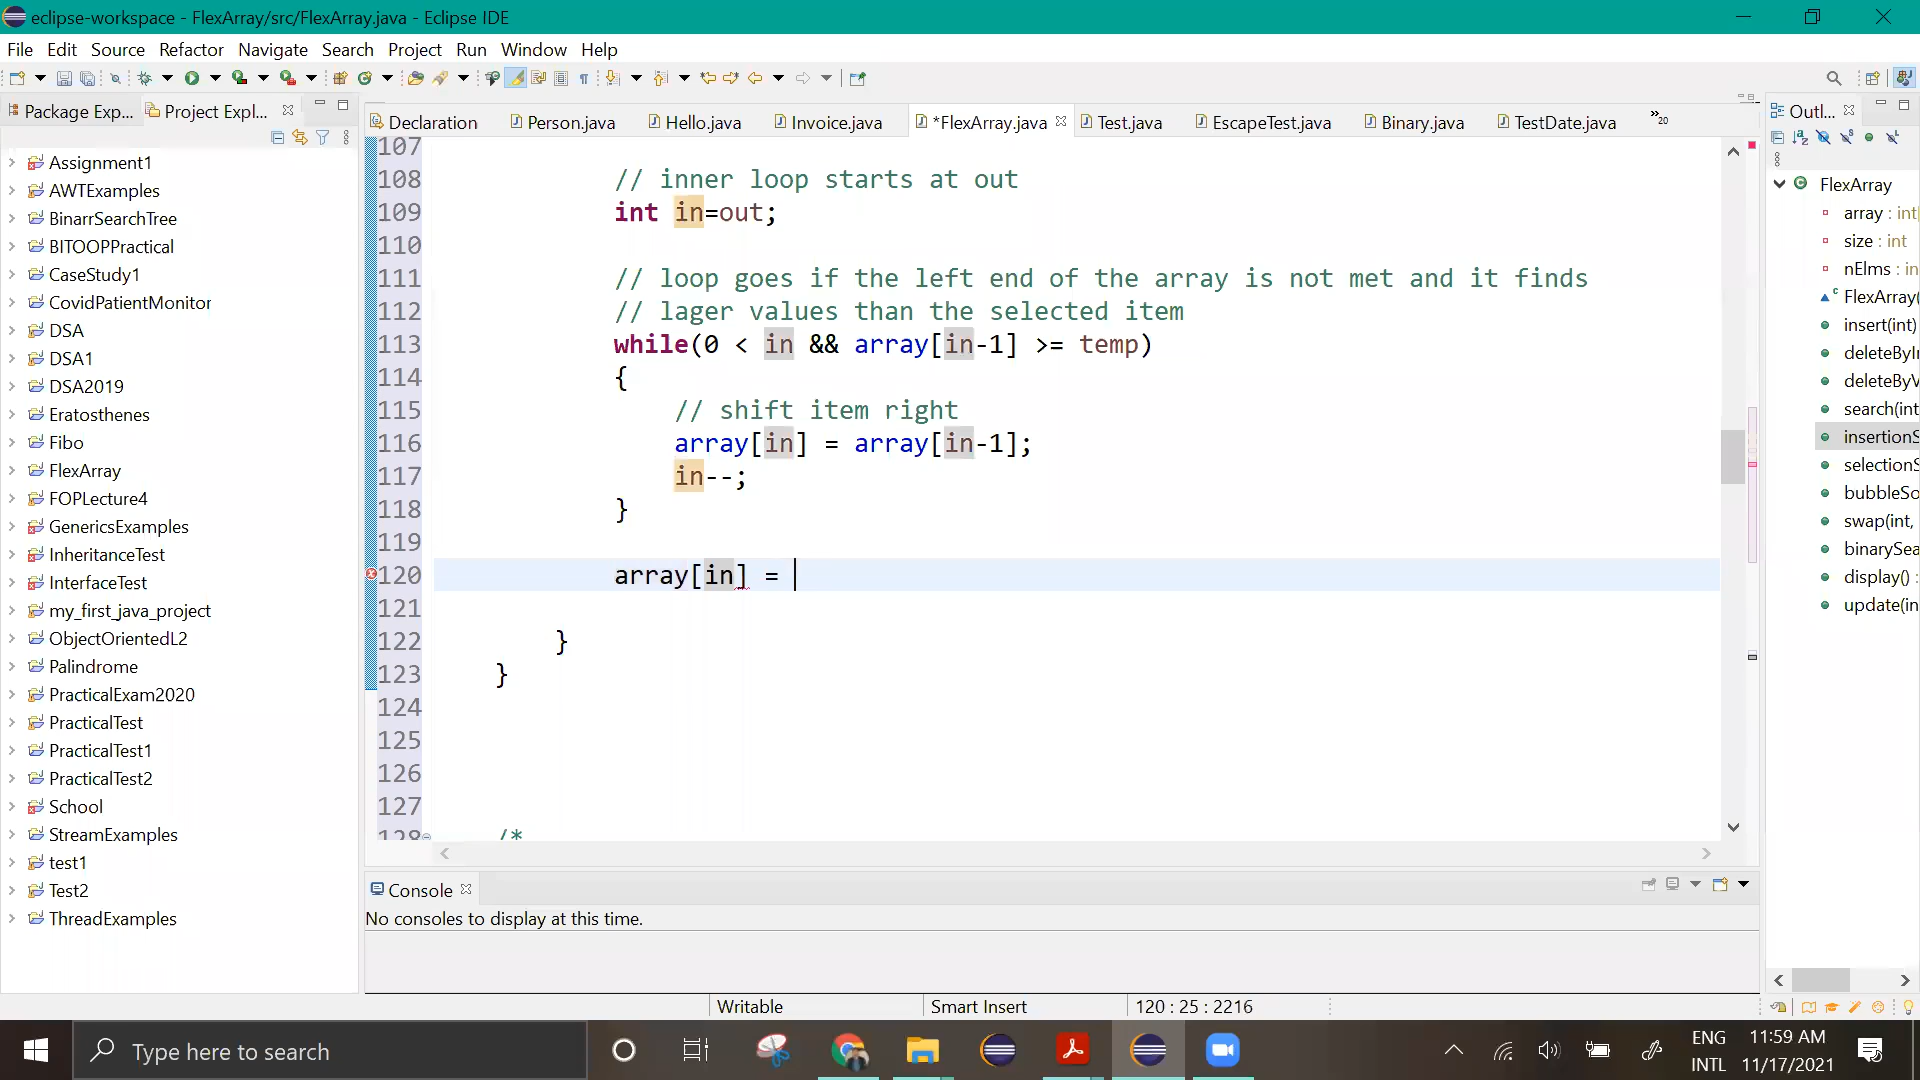 eclipse-workspace - FlexArray/src/FlexArray.java - Eclipse IDE
File Edit Source Refactor Navigate Search Project Run Window Help
Package Exp... Project Expl...
Declaration Person.java Hello.java Invoice.java *FlexArray.java Test.java EscapeTest.java Binary.java TestDate.java »20
Outl...
Assignment1
AWTExamples
BinarrSearchTree
BITOOPPractical
CaseStudy1
CovidPatientMonitor
DSA
DSA1
DSA2019
Eratosthenes
Fibo
FlexArray
FOPLecture4
GenericsExamples
InheritanceTest
InterfaceTest
my_first_java_project
ObjectOrientedL2
Palindrome
PracticalExam2020
PracticalTest
PracticalTest1
PracticalTest2
School
StreamExamples
test1
Test2
ThreadExamples
107
108 // inner loop starts at out
109 int in=out;
110
111 // loop goes if the left end of the array is not met and it finds
112 // lager values than the selected item
113 while(0 < in && array[in-1] >= temp)
114 {
115 // shift item right
116 array[in] = array[in-1];
117 in--;
118 }
119
120 array[in] =
121
122 }
123 }
124
125
126
127
128 /*
FlexArray
array : int[
size : int
nElms : in
FlexArray(
insert(int)
deleteByIn
deleteByV
search(int
insertionS
selectionS
bubbleSo
swap(int,
binarySea
display() :
update(in
Console
No consoles to display at this time.
Writable Smart Insert 120 : 25 : 2216
Type here to search
ENG
INTL
11:59 AM
11/17/2021